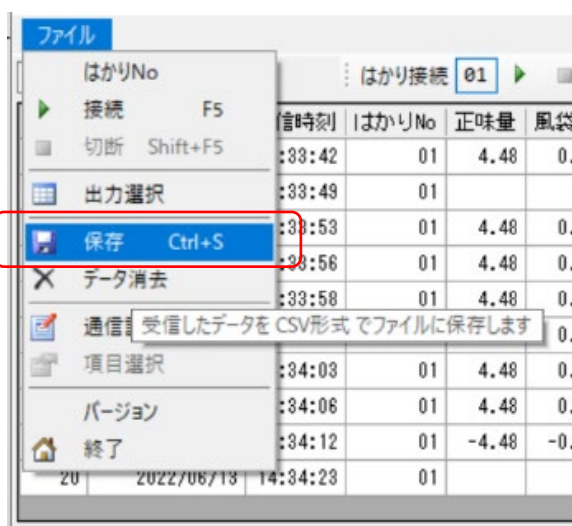 ファイル
はかりNo
はかり接続 01
接続 F5
信時刻 はかりNo 正味量 風袋
切断 Shift+F5
:33:42 01 4.48 0.
出力選択
:33:49 01
保存 Ctrl+S
:33:53 01 4.48 0.
:33:56 01 4.48 0.
データ消去
:33:58 01 4.48 0.
通信
受信したデータを CSV形式 でファイルに保存します
0.
項目選択
:34:03 01 4.48 0.
:34:06 01 4.48 0.
バージョン
:34:12 01 -4.48 -0.
終了
20 2022/06/13 14:34:23 01